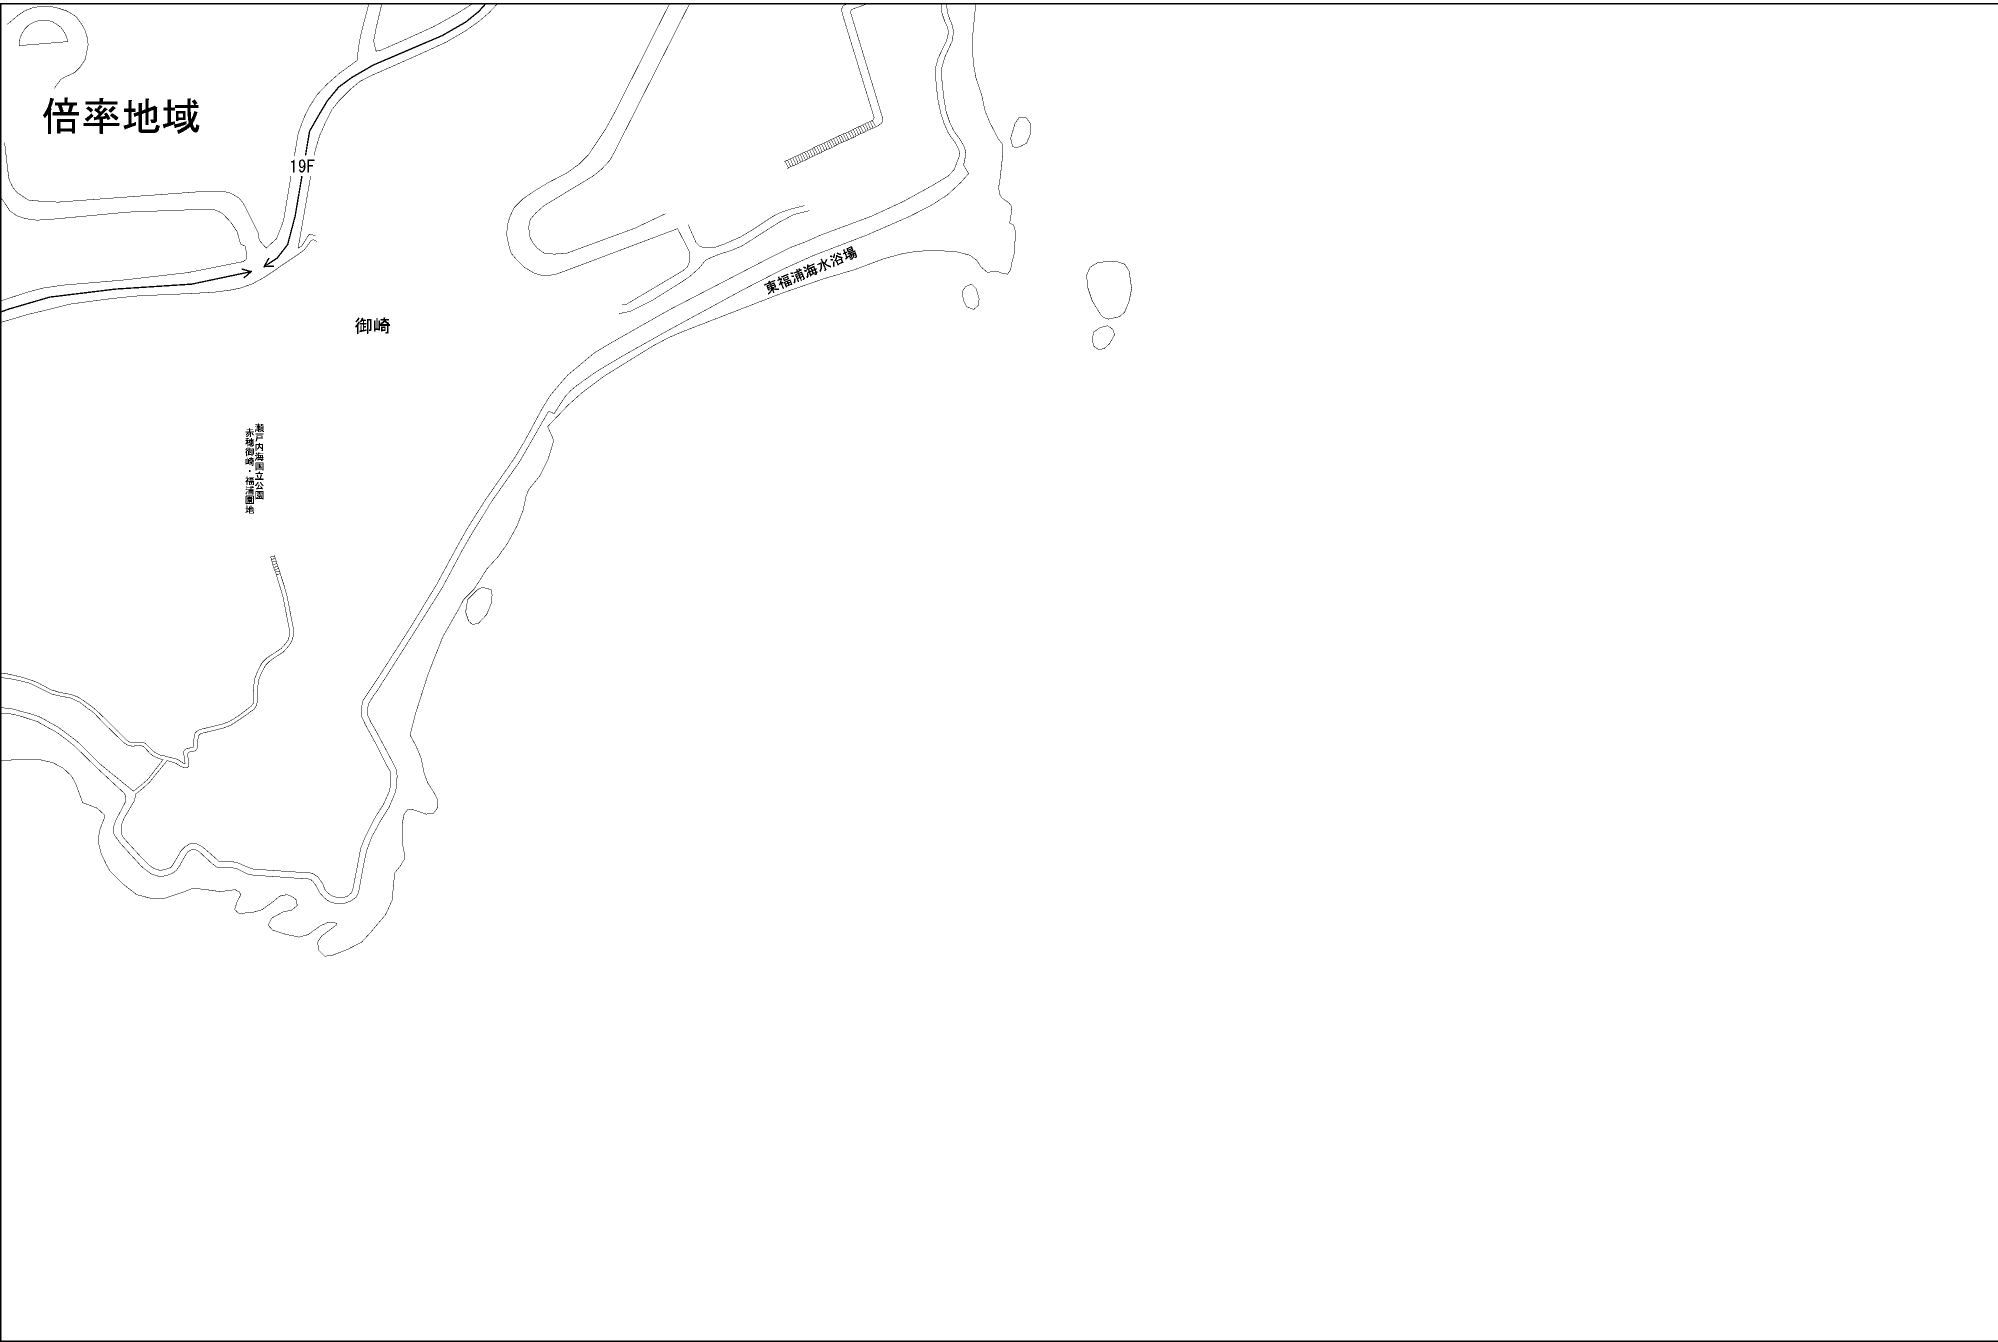 倍率地域
19F
東福浦海水浴場
御崎
瀬戸内海国立公園
赤穂御崎・福浦園地